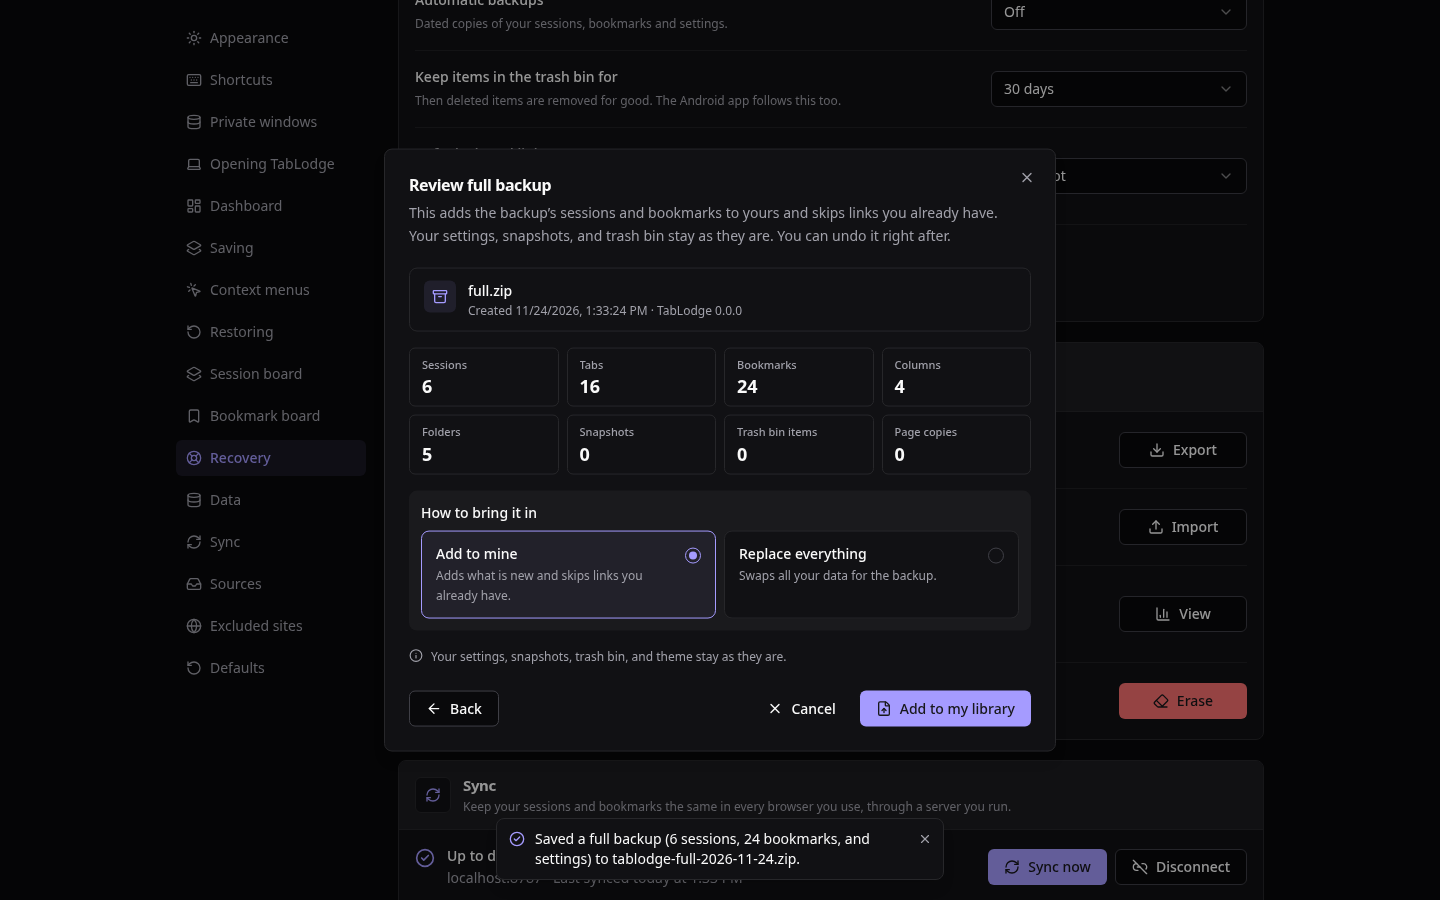 Appearance
Shortcuts
Private windows
Opening TabLodge
Dashboard
Saving
Context menus
Restoring
Session board
Bookmark board
Recovery
Data
Sync
Sources
Excluded sites
Defaults
Automatic backups
Dated copies of your sessions, bookmarks and settings.
Off
Keep items in the trash bin for
Then deleted items are removed for good. The Android app follows this too.
30 days
Review full backup
This adds the backup’s sessions and bookmarks to yours and skips links you already have.
Your settings, snapshots, and trash bin stay as they are. You can undo it right after.
full.zip
Created 11/24/2026, 1:33:24 PM · TabLodge 0.0.0
Sessions
6
Tabs
16
Bookmarks
24
Columns
4
Folders
5
Snapshots
0
Trash bin items
0
Page copies
0
How to bring it in
Add to mine
Adds what is new and skips links you
already have.
Replace everything
Swaps all your data for the backup.
Your settings, snapshots, trash bin, and theme stay as they are.
Back
Cancel
Add to my library
Export
Import
View
Erase
Sync
Keep your sessions and bookmarks the same in every browser you use, through a server you run.
Up to
Sync now
Disconnect
Saved a full backup (6 sessions, 24 bookmarks, and
settings) to tablodge-full-2026-11-24.zip.